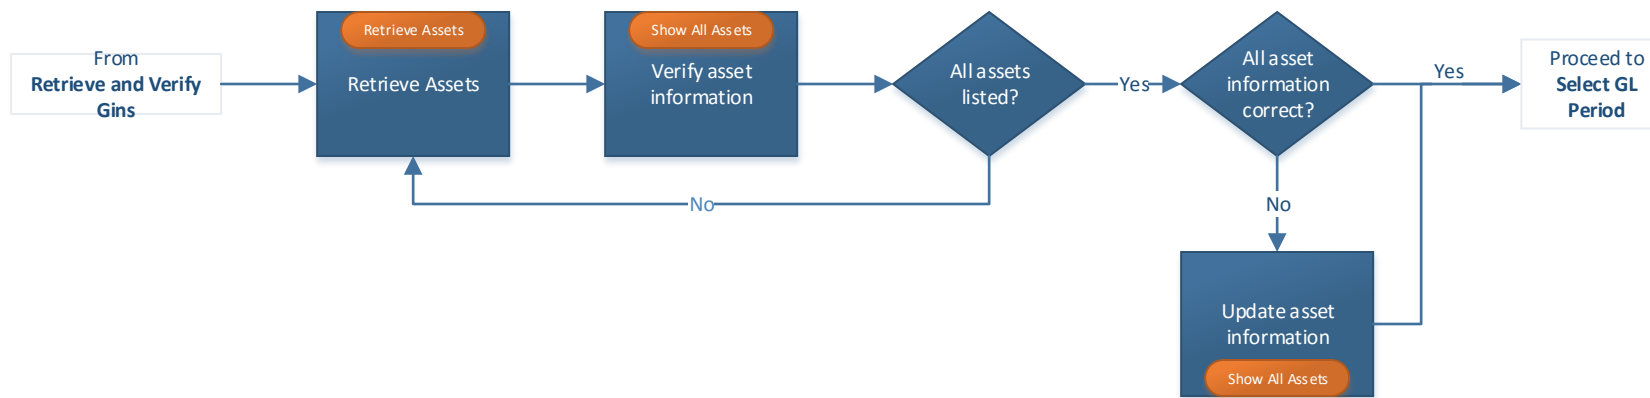 From
Retrieve and Verify
Gins
Retrieve Assets
Retrieve Assets
Show All Assets
Verify asset
information
All assets
listed?
Yes
All asset
information
correct?
Yes
Proceed to
Select GL
Period
No
No
Update asset
information
Show All Assets